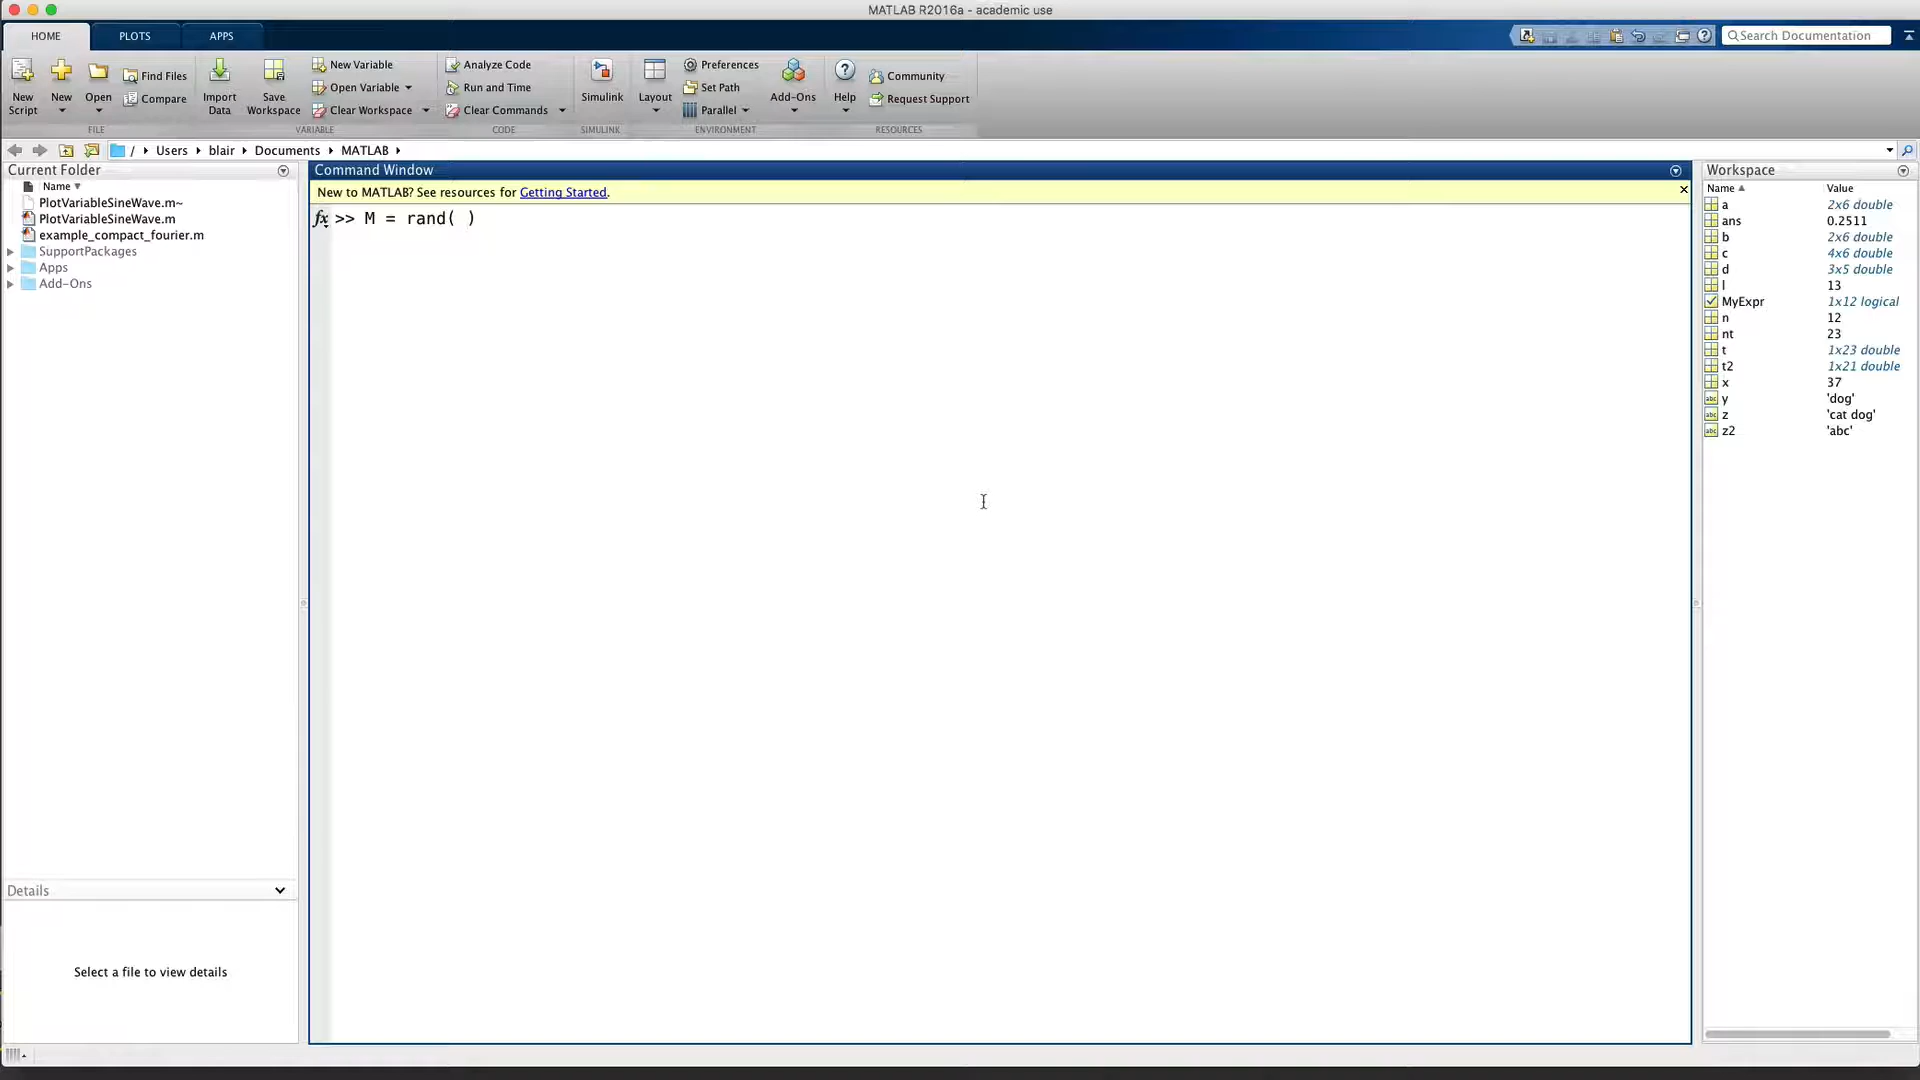 MATLAB R2016a - academic use
HOME PLOTS APPS
Search Documentation
New Script
New
Open
Find Files
Compare
FILE
Import Data
Save Workspace
New Variable
Open Variable
Clear Workspace
VARIABLE
Analyze Code
Run and Time
Clear Commands
CODE
Simulink
SIMULINK
Layout
Preferences
Set Path
Parallel
ENVIRONMENT
Add-Ons
Help
Community
Request Support
RESOURCES
/ Users blair Documents MATLAB
Current Folder
Name
PlotVariableSineWave.m~
PlotVariableSineWave.m
example_compact_fourier.m
SupportPackages
Apps
Add-Ons
Details
Select a file to view details
Command Window
New to MATLAB? See resources for Getting Started.
fx >> M = rand( )
Workspace
Name Value
a 2x6 double
ans 0.2511
b 2x6 double
c 4x6 double
d 3x5 double
l 13
MyExpr 1x12 logical
n 12
nt 23
t 1x23 double
t2 1x21 double
x 37
y 'dog'
z 'cat dog'
z2 'abc'